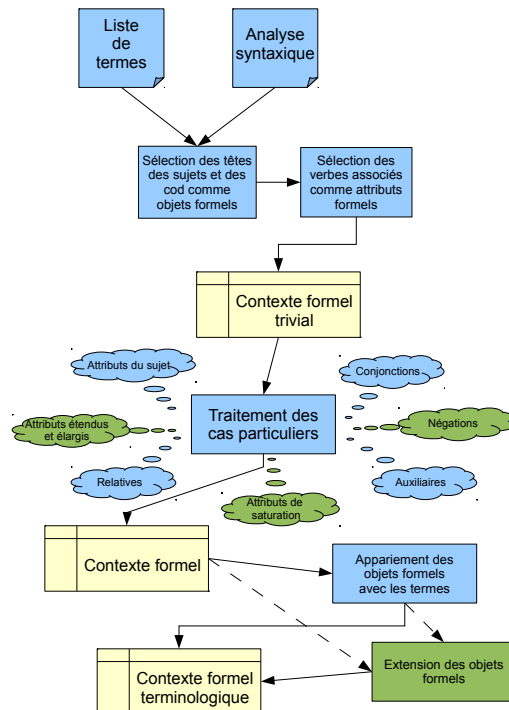 Liste
de
termes
Analyse
syntaxique
Sélection des têtes
des sujets et des
cod comme
objets formels
Sélection des
verbes associés
comme attributs
formels
Contexte formel
trivial
Attributs du sujet
Conjonctions
Attributs étendus
et élargis
Traitement des
cas particuliers
Négations
Relatives
Attributs de
saturation
Auxiliaires
Contexte formel
Appariement des
objets formels
avec les termes
Contexte formel
terminologique
Extension des objets
formels